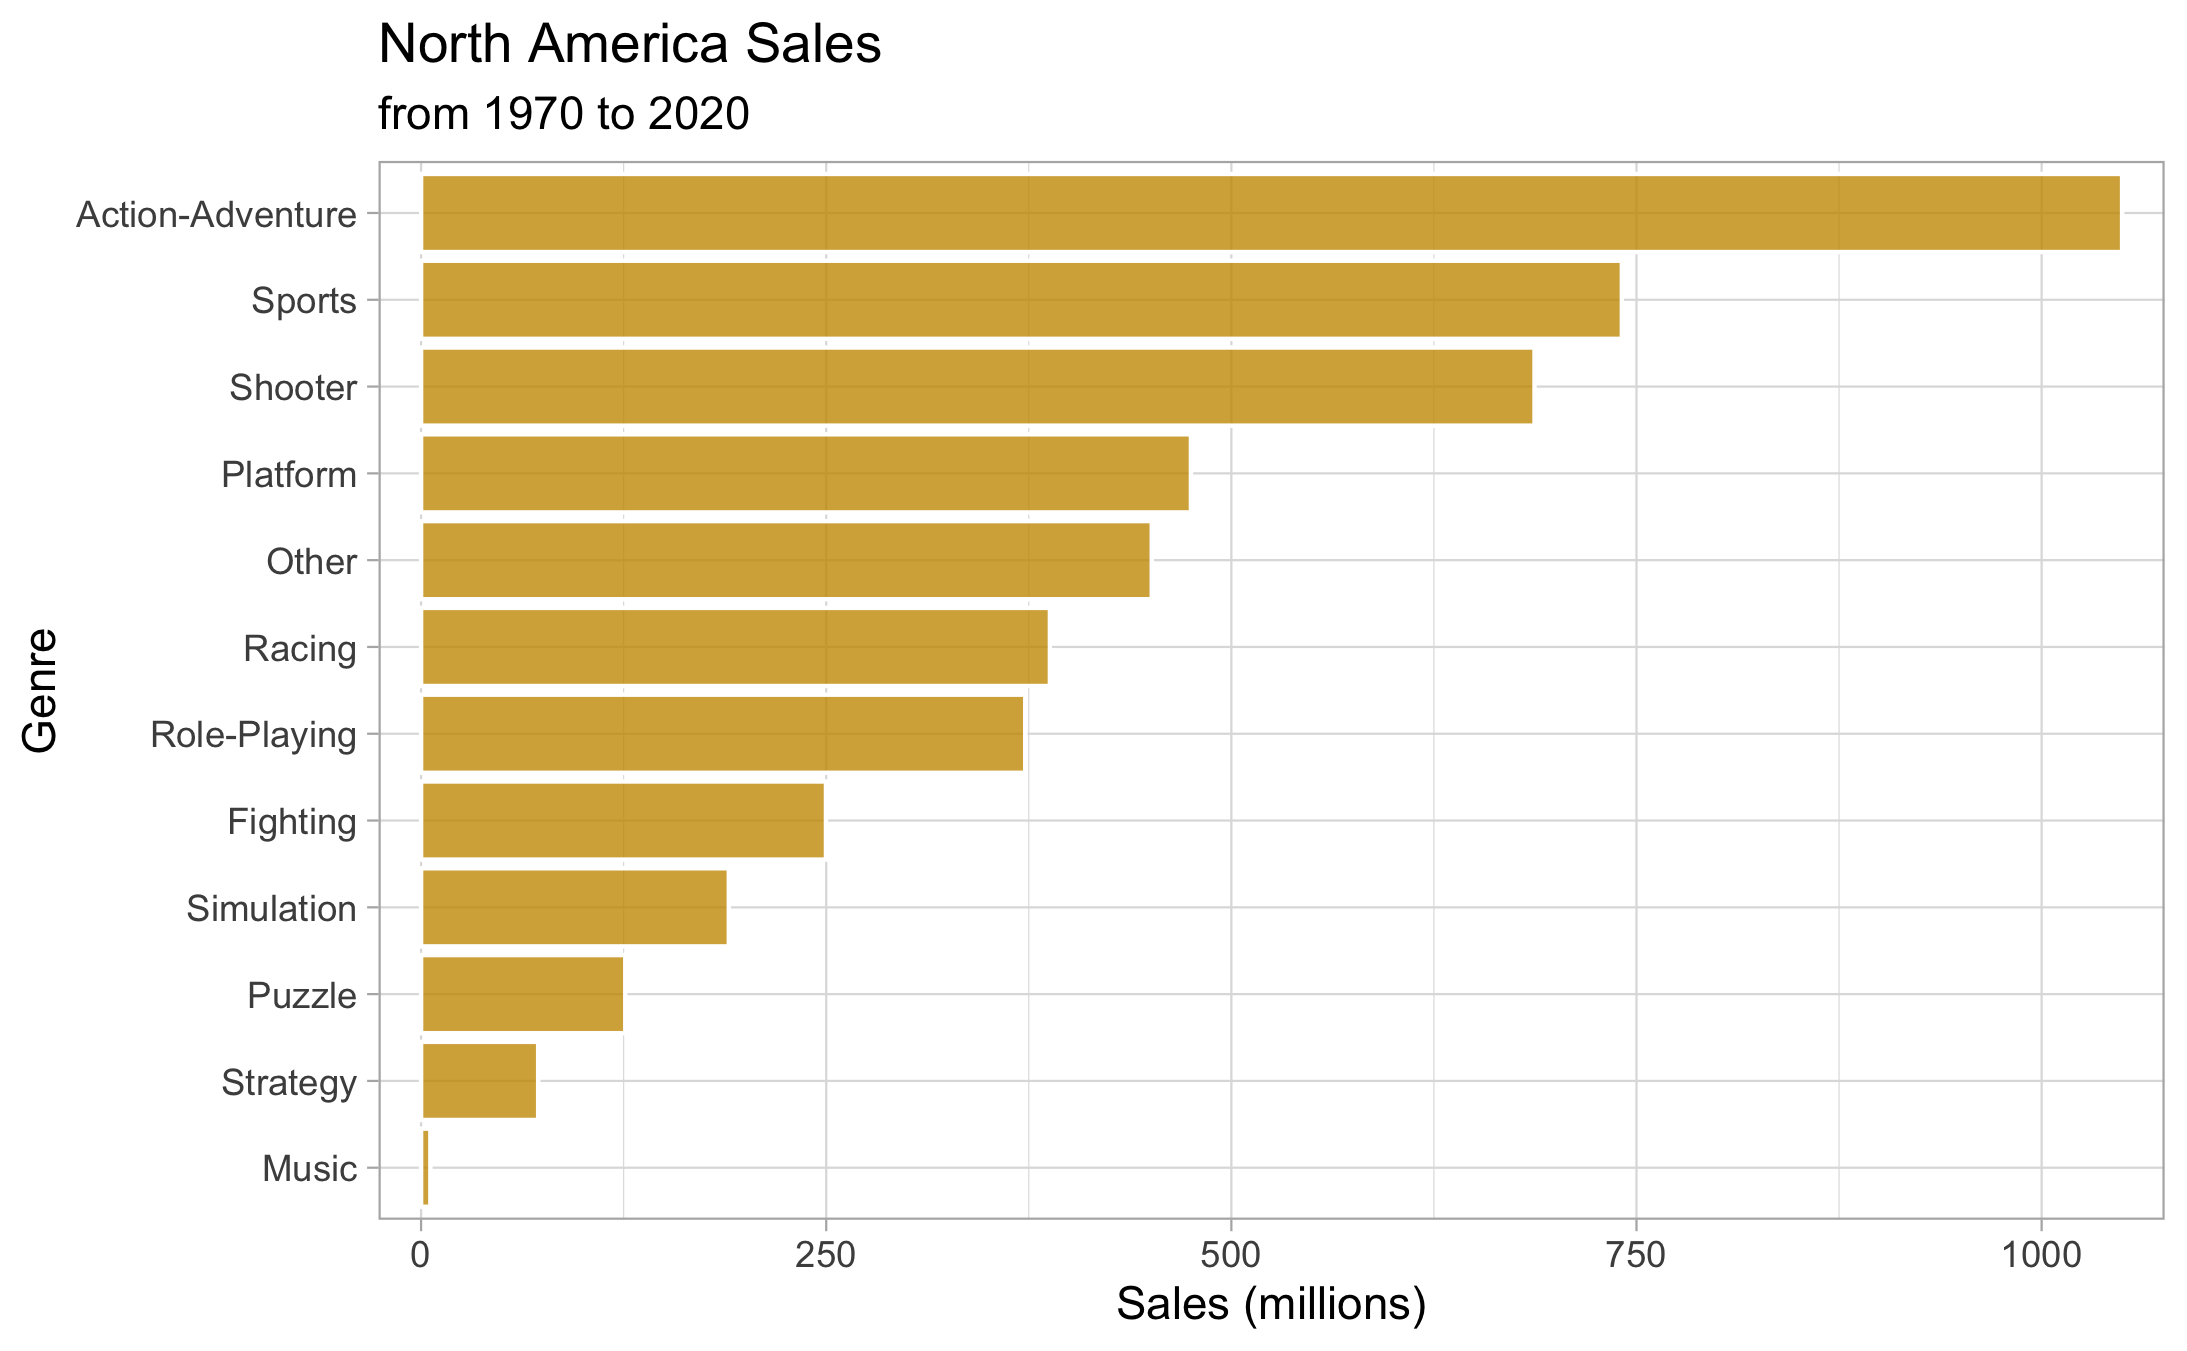 North America Sales
from 1970 to 2020
Genre
Action-Adventure
Sports
Shooter
Platform
Other
Racing
Role-Playing
Fighting
Simulation
Puzzle
Strategy
Music
0 250 500 750 1000
Sales (millions)